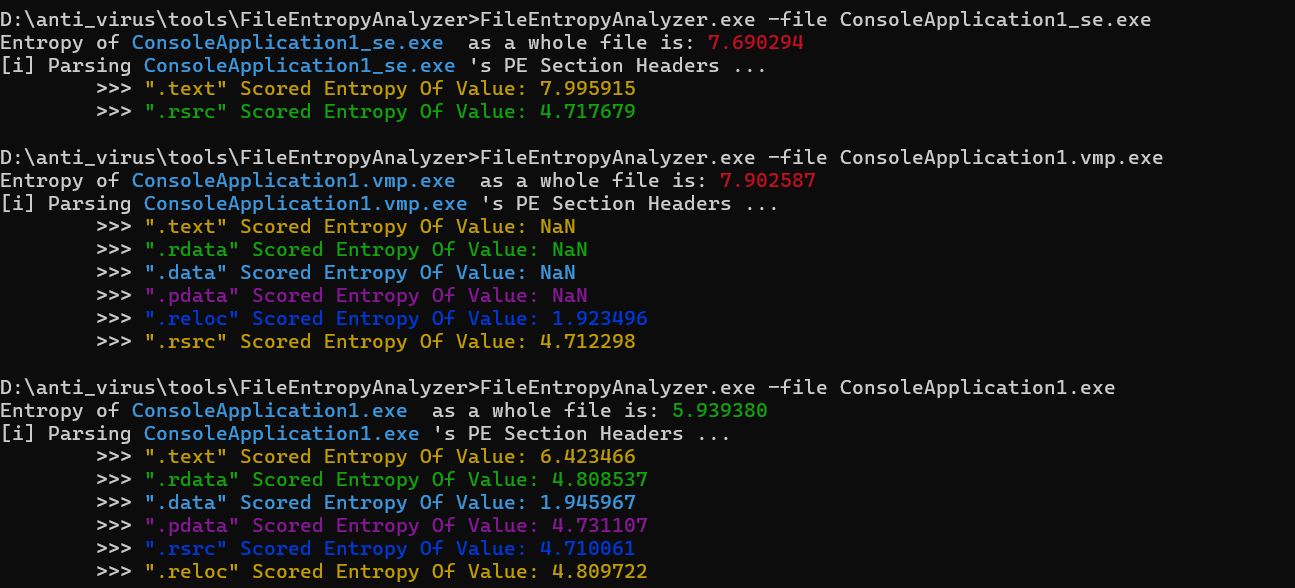 D:\anti_virus\tools\FileEntropyAnalyzer>FileEntropyAnalyzer.exe -file ConsoleApplication1_se.exe
Entropy of ConsoleApplication1_se.exe  as a whole file is: 7.690294
[i] Parsing ConsoleApplication1_se.exe 's PE Section Headers ...
>>> ".text" Scored Entropy Of Value: 7.995915
>>> ".rsrc" Scored Entropy Of Value: 4.717679
D:\anti_virus\tools\FileEntropyAnalyzer>FileEntropyAnalyzer.exe -file ConsoleApplication1.vmp.exe
Entropy of ConsoleApplication1.vmp.exe  as a whole file is: 7.902587
[i] Parsing ConsoleApplication1.vmp.exe 's PE Section Headers ...
>>> ".text" Scored Entropy Of Value: NaN
>>> ".rdata" Scored Entropy Of Value: NaN
>>> ".data" Scored Entropy Of Value: NaN
>>> ".pdata" Scored Entropy Of Value: NaN
>>> ".reloc" Scored Entropy Of Value: 1.923496
>>> ".rsrc" Scored Entropy Of Value: 4.712298
D:\anti_virus\tools\FileEntropyAnalyzer>FileEntropyAnalyzer.exe -file ConsoleApplication1.exe
Entropy of ConsoleApplication1.exe  as a whole file is: 5.939380
[i] Parsing ConsoleApplication1.exe 's PE Section Headers ...
>>> ".text" Scored Entropy Of Value: 6.423466
>>> ".rdata" Scored Entropy Of Value: 4.808537
>>> ".data" Scored Entropy Of Value: 1.945967
>>> ".pdata" Scored Entropy Of Value: 4.731107
>>> ".rsrc" Scored Entropy Of Value: 4.710061
>>> ".reloc" Scored Entropy Of Value: 4.809722